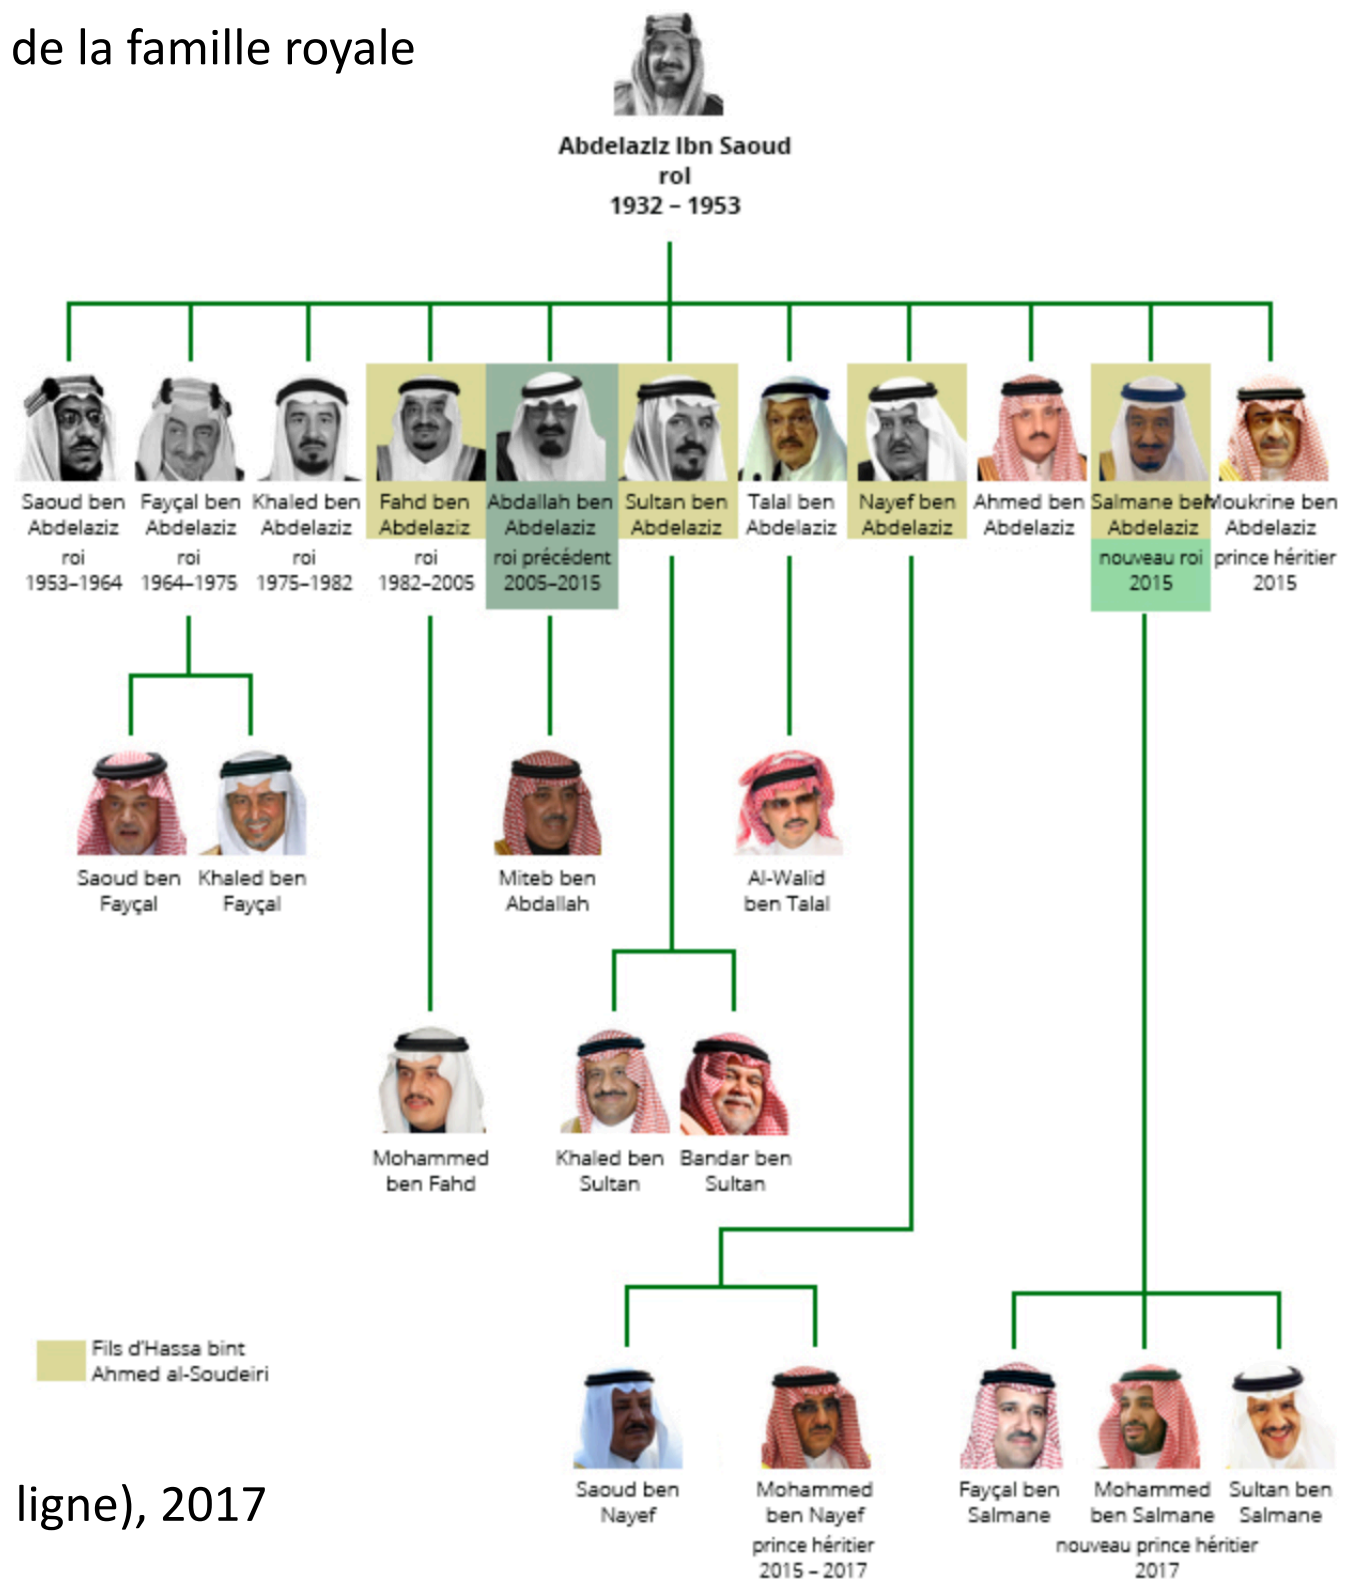 de la famille royale
Abdelaziz Ibn Saoud
roi
1932 – 1953
Saoud ben
Abdelaziz
roi
1953–1964
Fayçal ben
Abdelaziz
roi
1964–1975
Khaled ben
Abdelaziz
roi
1975–1982
Fahd ben
Abdelaziz
roi
1982–2005
Abdallah ben
Abdelaziz
roi précédent
2005–2015
Sultan ben
Abdelaziz
Talal ben
Abdelaziz
Nayef ben
Abdelaziz
Ahmed ben
Abdelaziz
Salmane ben
Abdelaziz
nouveau roi
2015
Moukrine ben
Abdelaziz
prince héritier
2015
Saoud ben
Fayçal
Khaled ben
Fayçal
Miteb ben
Abdallah
Al-Walid
ben Talal
Mohammed
ben Fahd
Khaled ben
Sultan
Bandar ben
Sultan
Fils d'Hassa bint
Ahmed al-Soudeiri
Saoud ben
Nayef
Mohammed
ben Nayef
prince héritier
2015 – 2017
Fayçal ben
Salmane
Mohammed
ben Salmane
nouveau prince héritier
2017
Sultan ben
Salmane
ligne), 2017